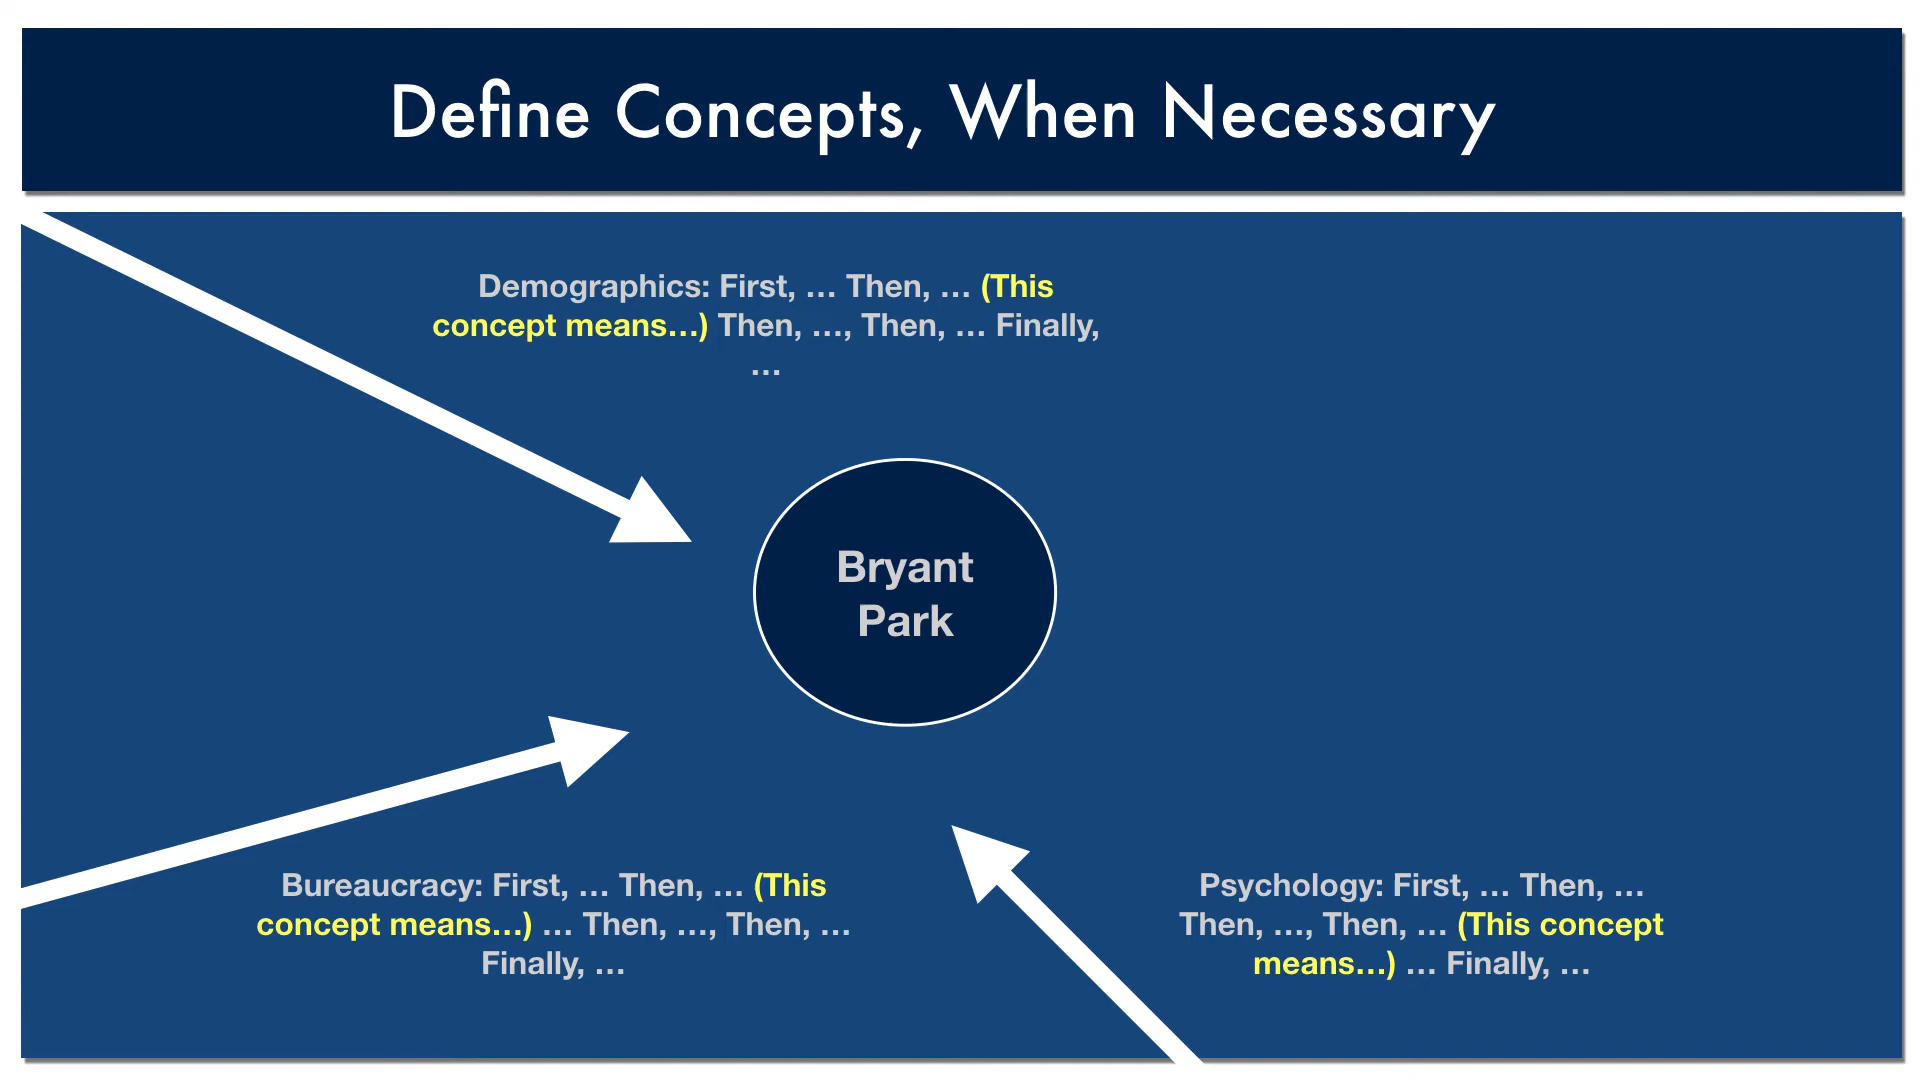 Define Concepts, When Necessary
Demographics: First, … Then, … (This
concept means…) Then, …, Then, … Finally,
…
Bryant
Park
Bureaucracy: First, … Then, … (This
concept means…) … Then, …, Then, …
Finally, …
Psychology: First, … Then, …
Then, …, Then, … (This concept
means…) … Finally, …